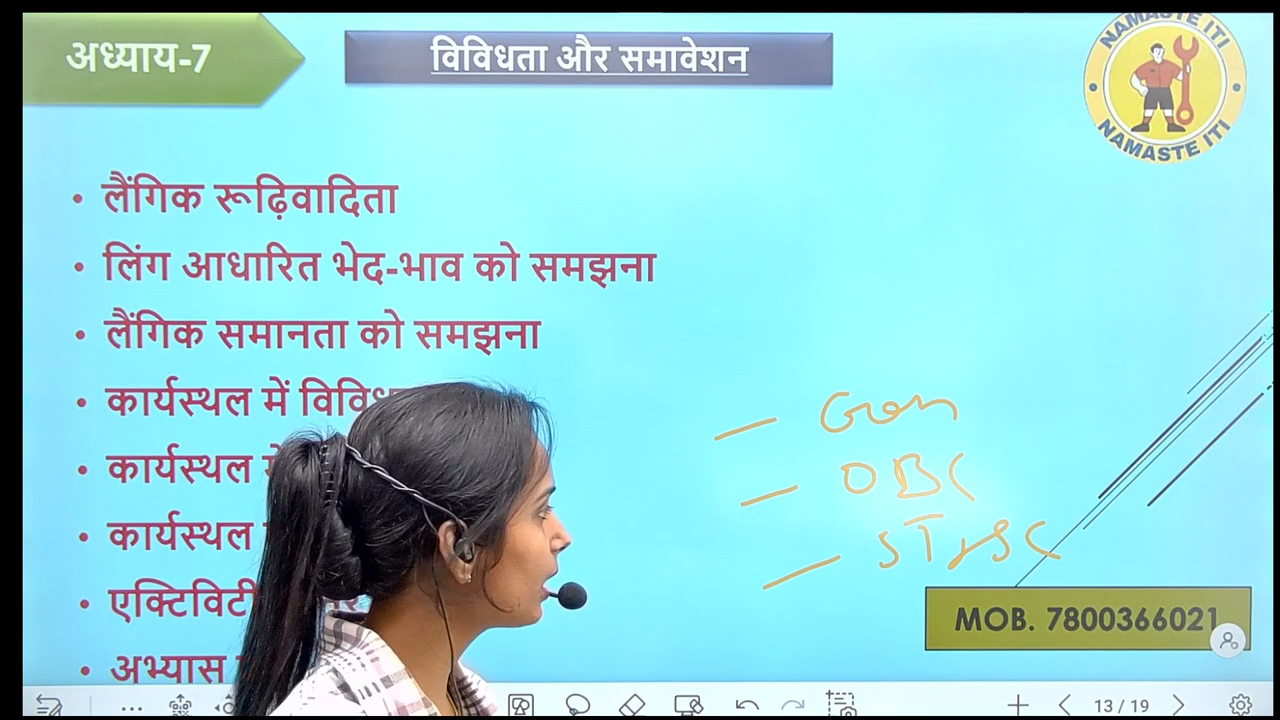 अध्याय-7
विविधता और समावेशन
NAMASTE ITI
NAMASTE ITI
• लैंगिक रूढ़िवादिता
• लिंग आधारित भेद-भाव को समझना
• लैंगिक समानता को समझना
• कार्यस्थल में
• कार्यस्थल
• कार्यस्थल
• एक्टिविटी
• अभ्यास
Gen
OBC
ST, SC
MOB. 7800366021
13 / 19